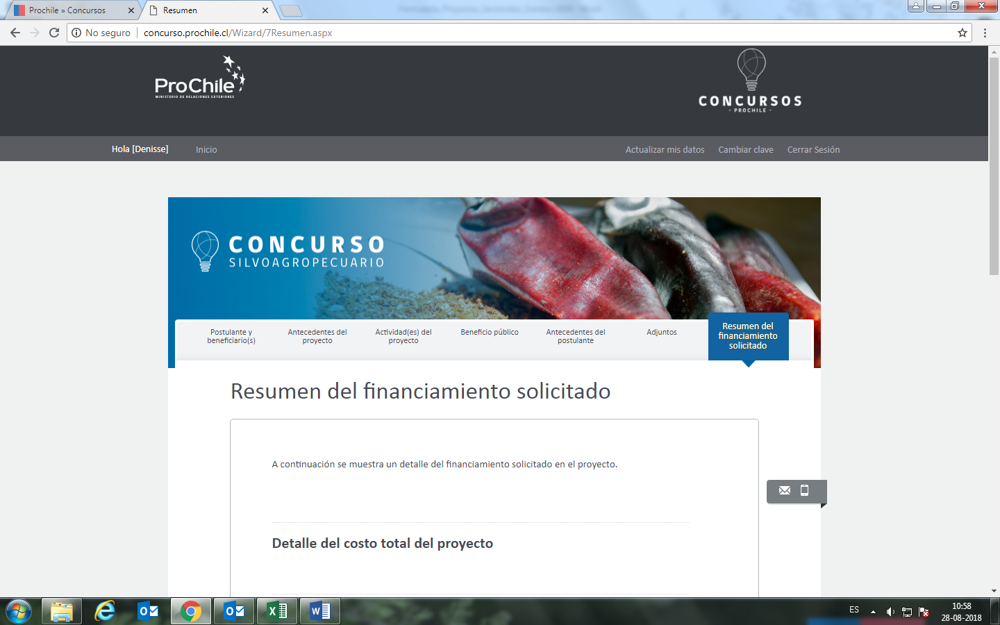 Prochile » Concursos
Resumen
No seguro
concurso.prochile.cl/Wizard/7Resumen.aspx
ProChile
MINISTERIO DE RELACIONES EXTERIORES
CONCURSOS
· PROCHILE ·
Hola [Denisse]
Inicio
Actualizar mis datos
Cambiar clave
Cerrar Sesión
CONCURSO
SILVOAGROPECUARIO
Postulante y
beneficiario(s)
Antecedentes del
proyecto
Actividad(es) del
proyecto
Beneficio público
Antecedentes del
postulante
Adjuntos
Resumen del
financiamiento
solicitado
Resumen del financiamiento solicitado
A continuación se muestra un detalle del financiamiento solicitado en el proyecto.
Detalle del costo total del proyecto
ES
10:58
28-08-2018